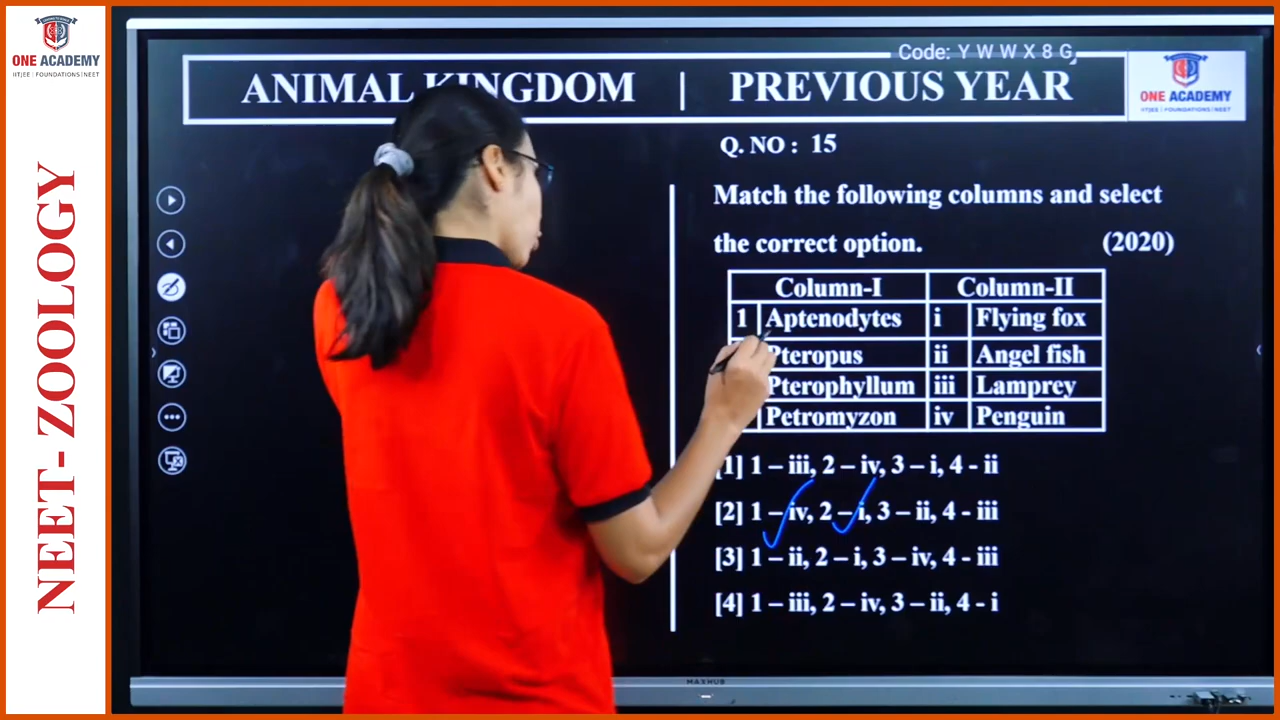 ONE ACADEMY
IITJEE | FOUNDATIONS | NEET
NEET- ZOOLOGY
Code: Y W W X 8 G
ANIMAL KINGDOM | PREVIOUS YEAR
ONE ACADEMY
IITJEE | FOUNDATIONS | NEET
Q. NO : 15
Match the following columns and select
the correct option. (2020)
Column-I Column-II
1 Aptenodytes i Flying fox
Pteropus ii Angel fish
Pterophyllum iii Lamprey
Petromyzon iv Penguin
[1] 1 – iii, 2 – iv, 3 – i, 4 - ii
[2] 1 – iv, 2 – i, 3 – ii, 4 - iii
[3] 1 – ii, 2 – i, 3 – iv, 4 - iii
[4] 1 – iii, 2 – iv, 3 – ii, 4 - i
MAXHUB